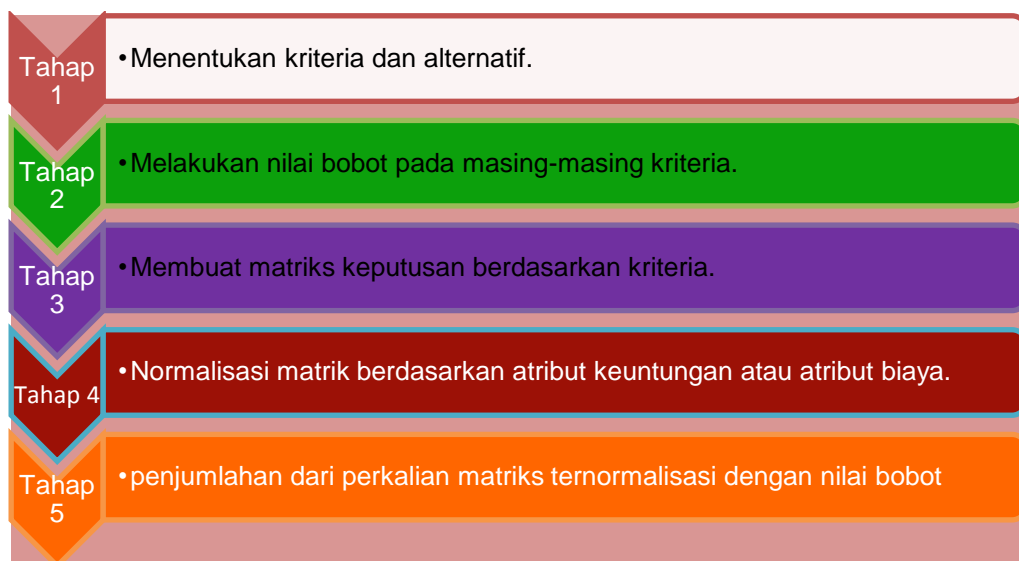 Tahap
1
•Menentukan kriteria dan alternatif.
Tahap
2
•Melakukan nilai bobot pada masing-masing kriteria.
Tahap
3
•Membuat matriks keputusan berdasarkan kriteria.
Tahap 4
•Normalisasi matrik berdasarkan atribut keuntungan atau atribut biaya.
Tahap
5
•penjumlahan dari perkalian matriks ternormalisasi dengan nilai bobot